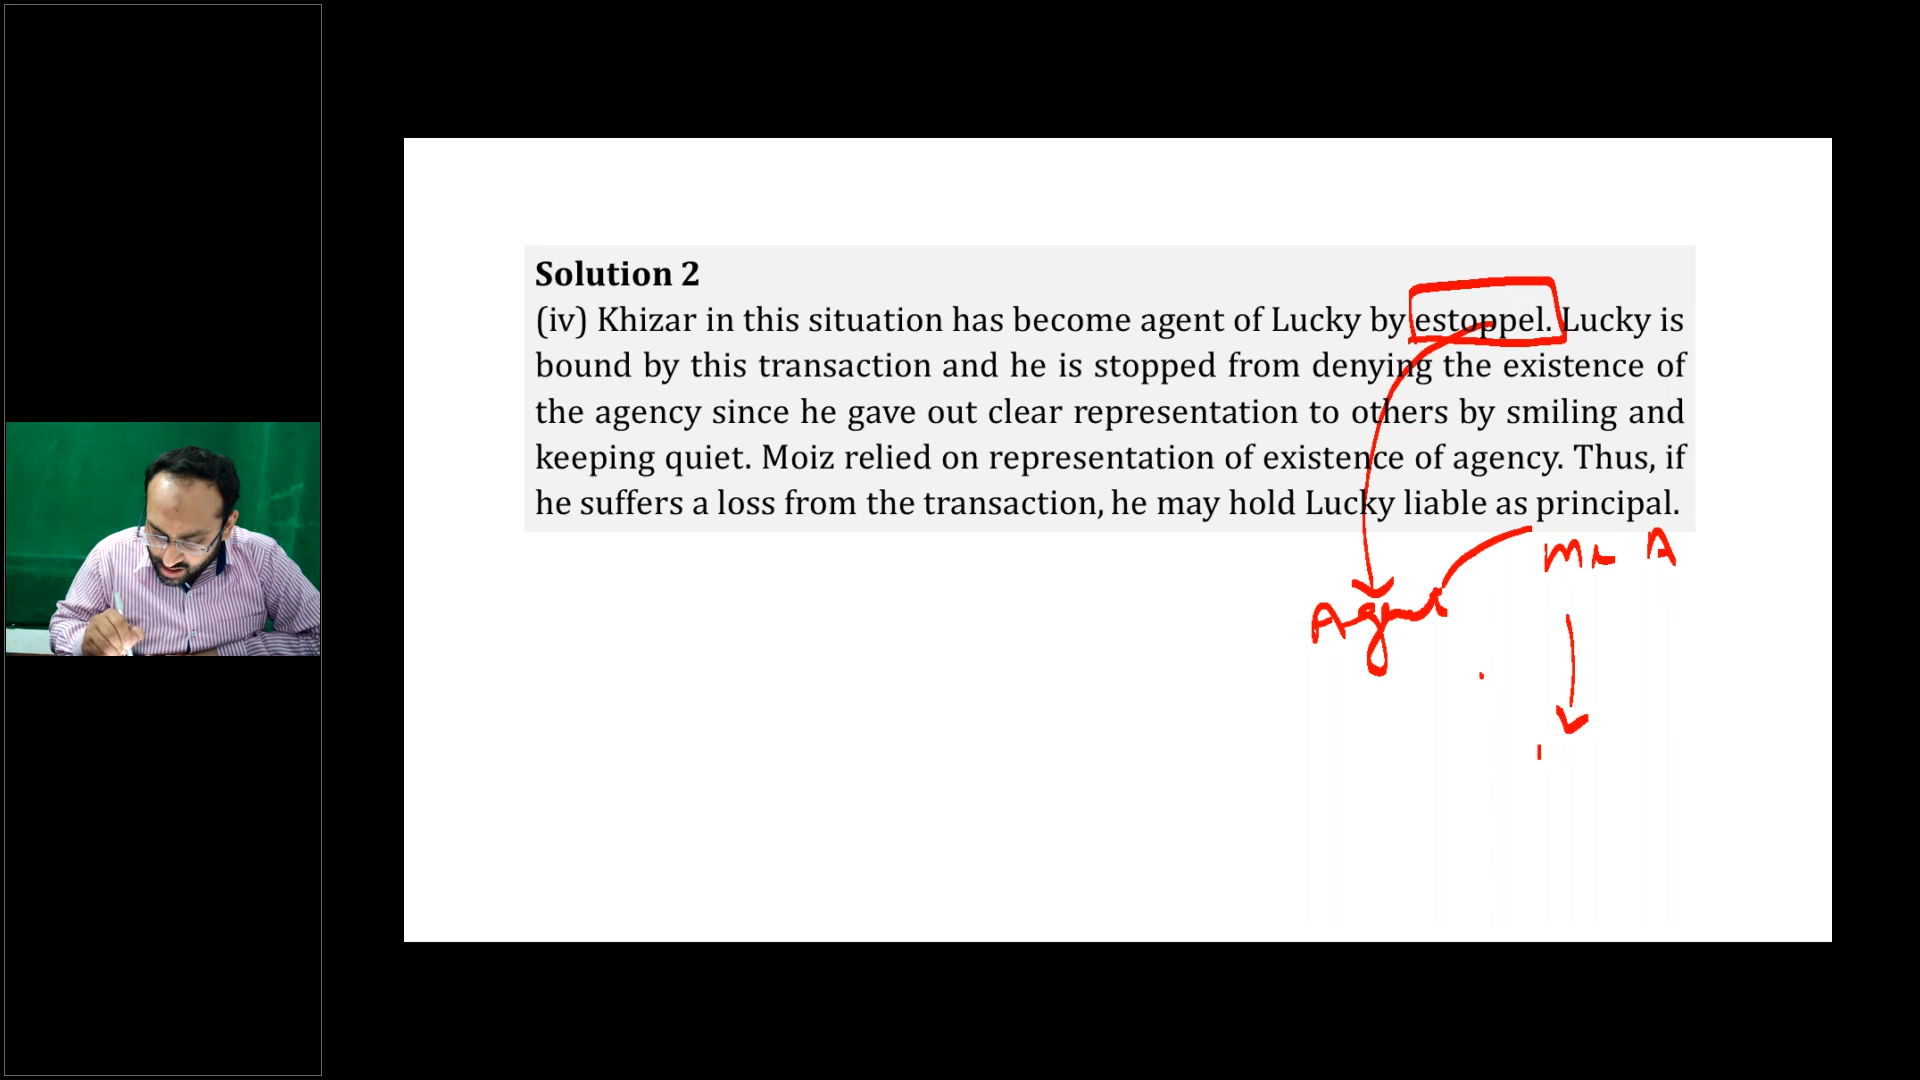 Solution 2
(iv) Khizar in this situation has become agent of Lucky by estoppel. Lucky is
bound by this transaction and he is stopped from denying the existence of
the agency since he gave out clear representation to others by smiling and
keeping quiet. Moiz relied on representation of existence of agency. Thus, if
he suffers a loss from the transaction, he may hold Lucky liable as principal.
Mr A
Agent